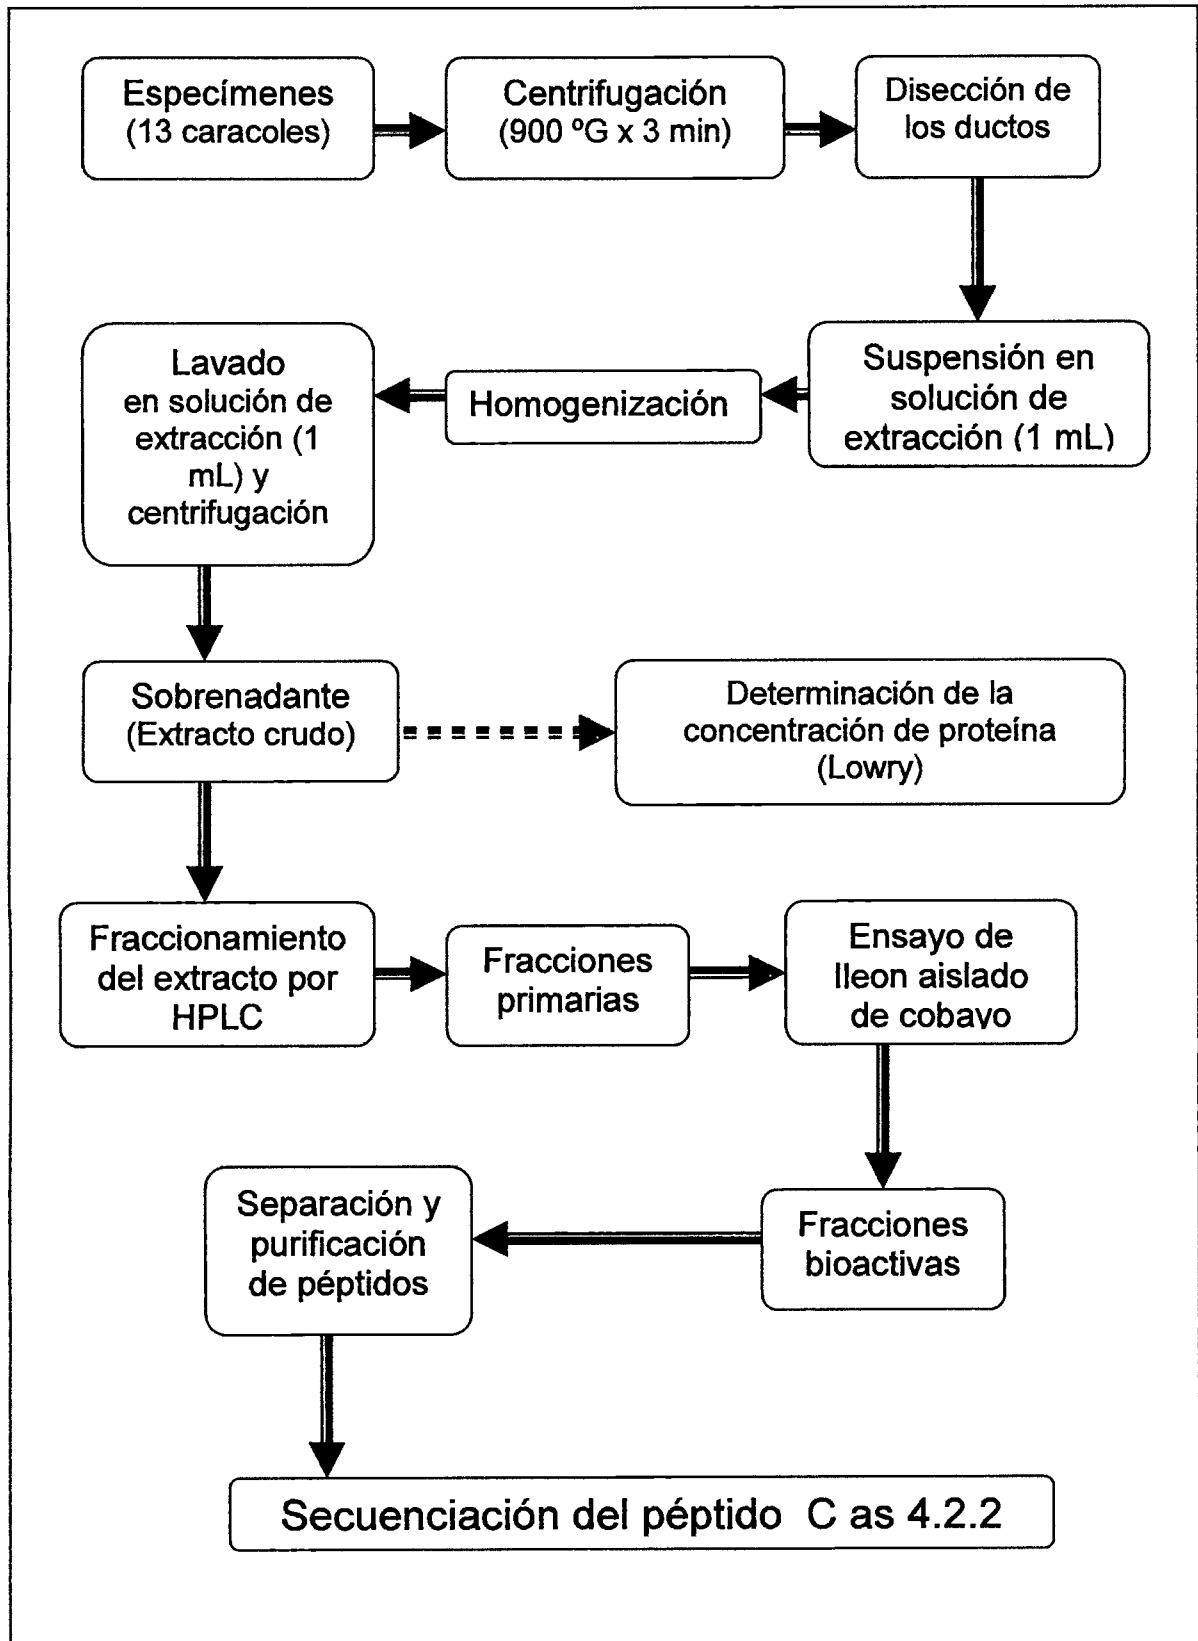 Especímenes
(13 caracoles)
Centrifugación
(900 ºG x 3 min)
Disección de
los ductos
Suspensión en
solución de
extracción (1 mL)
Homogenización
Lavado
en solución de
extracción (1
mL) y
centrifugación
Sobrenadante
(Extracto crudo)
Determinación de la
concentración de proteína
(Lowry)
Fraccionamiento
del extracto por
HPLC
Fracciones
primarias
Ensayo de
Ileon aislado
de cobayo
Fracciones
bioactivas
Separación y
purificación
de péptidos
Secuenciación del péptido C as 4.2.2